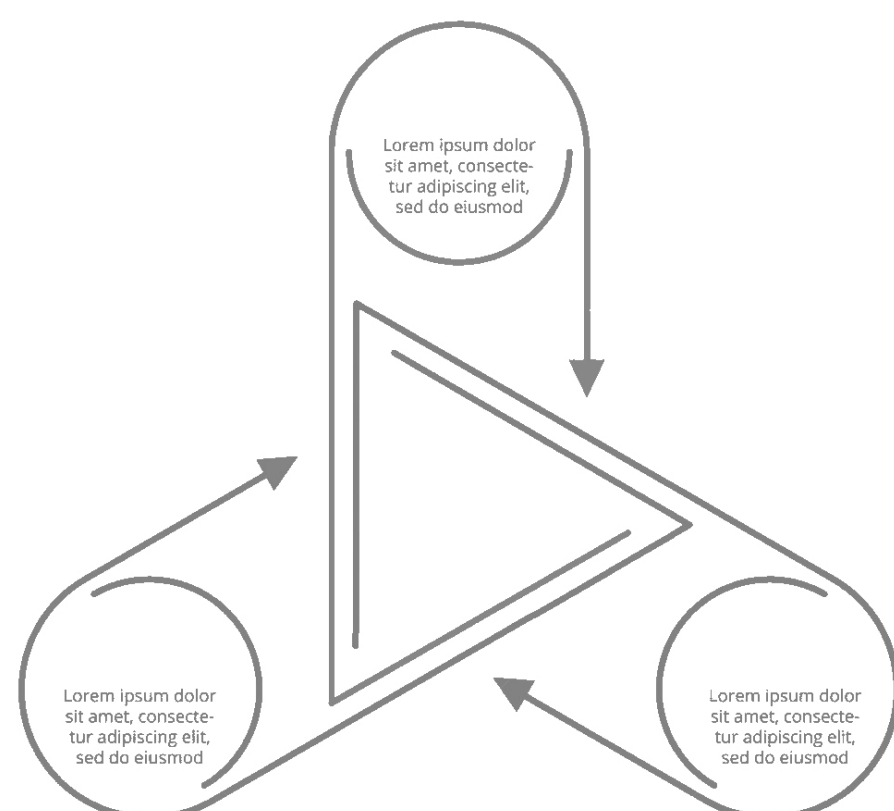 Lorem ipsum dolor
sit amet, consecte-
tur adipiscing elit,
sed do eiusmod
Lorem ipsum dolor
sit amet, consecte-
tur adipiscing elit,
sed do eiusmod
Lorem ipsum dolor
sit amet, consecte-
tur adipiscing elit,
sed do eiusmod